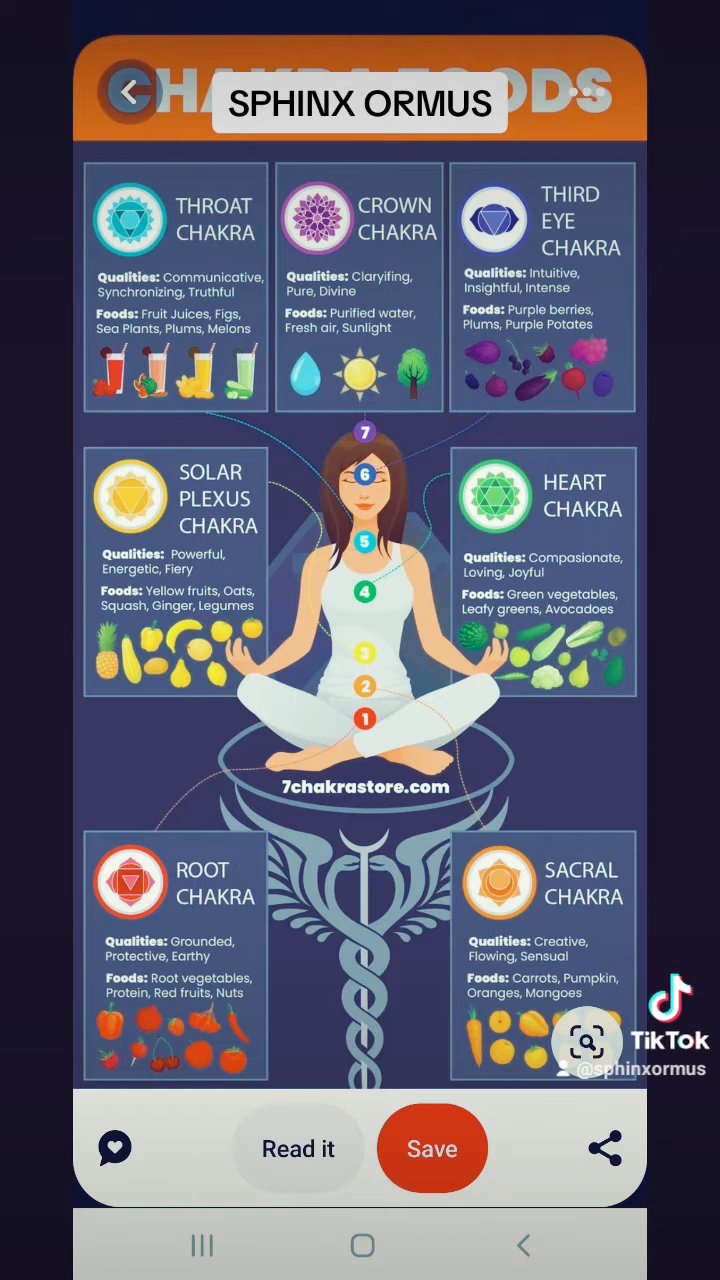 CHAKRA FOODS
SPHINX ORMUS
THROAT
CHAKRA
Qualities: Communicative,
Synchronizing, Truthful
Foods: Fruit Juices, Figs,
Sea Plants, Plums, Melons
CROWN
CHAKRA
Qualities: Claryifing,
Pure, Divine
Foods: Purified water,
Fresh air, Sunlight
THIRD
EYE
CHAKRA
Qualities: Intuitive,
Insightful, Intense
Foods: Purple berries,
Plums, Purple Potates
7
6
5
4
3
2
1
SOLAR
PLEXUS
CHAKRA
Qualities: Powerful,
Energetic, Fiery
Foods: Yellow fruits, Oats,
Squash, Ginger, Legumes
HEART
CHAKRA
Qualities: Compasionate,
Loving, Joyful
Foods: Green vegetables,
Leafy greens, Avocadoes
7chakrastore.com
ROOT
CHAKRA
Qualities: Grounded,
Protective, Earthy
Foods: Root vegetables,
Protein, Red fruits, Nuts
SACRAL
CHAKRA
Qualities: Creative,
Flowing, Sensual
Foods: Carrots, Pumpkin,
Oranges, Mangoes
TikTok
@sphinxormus
Read it
Save